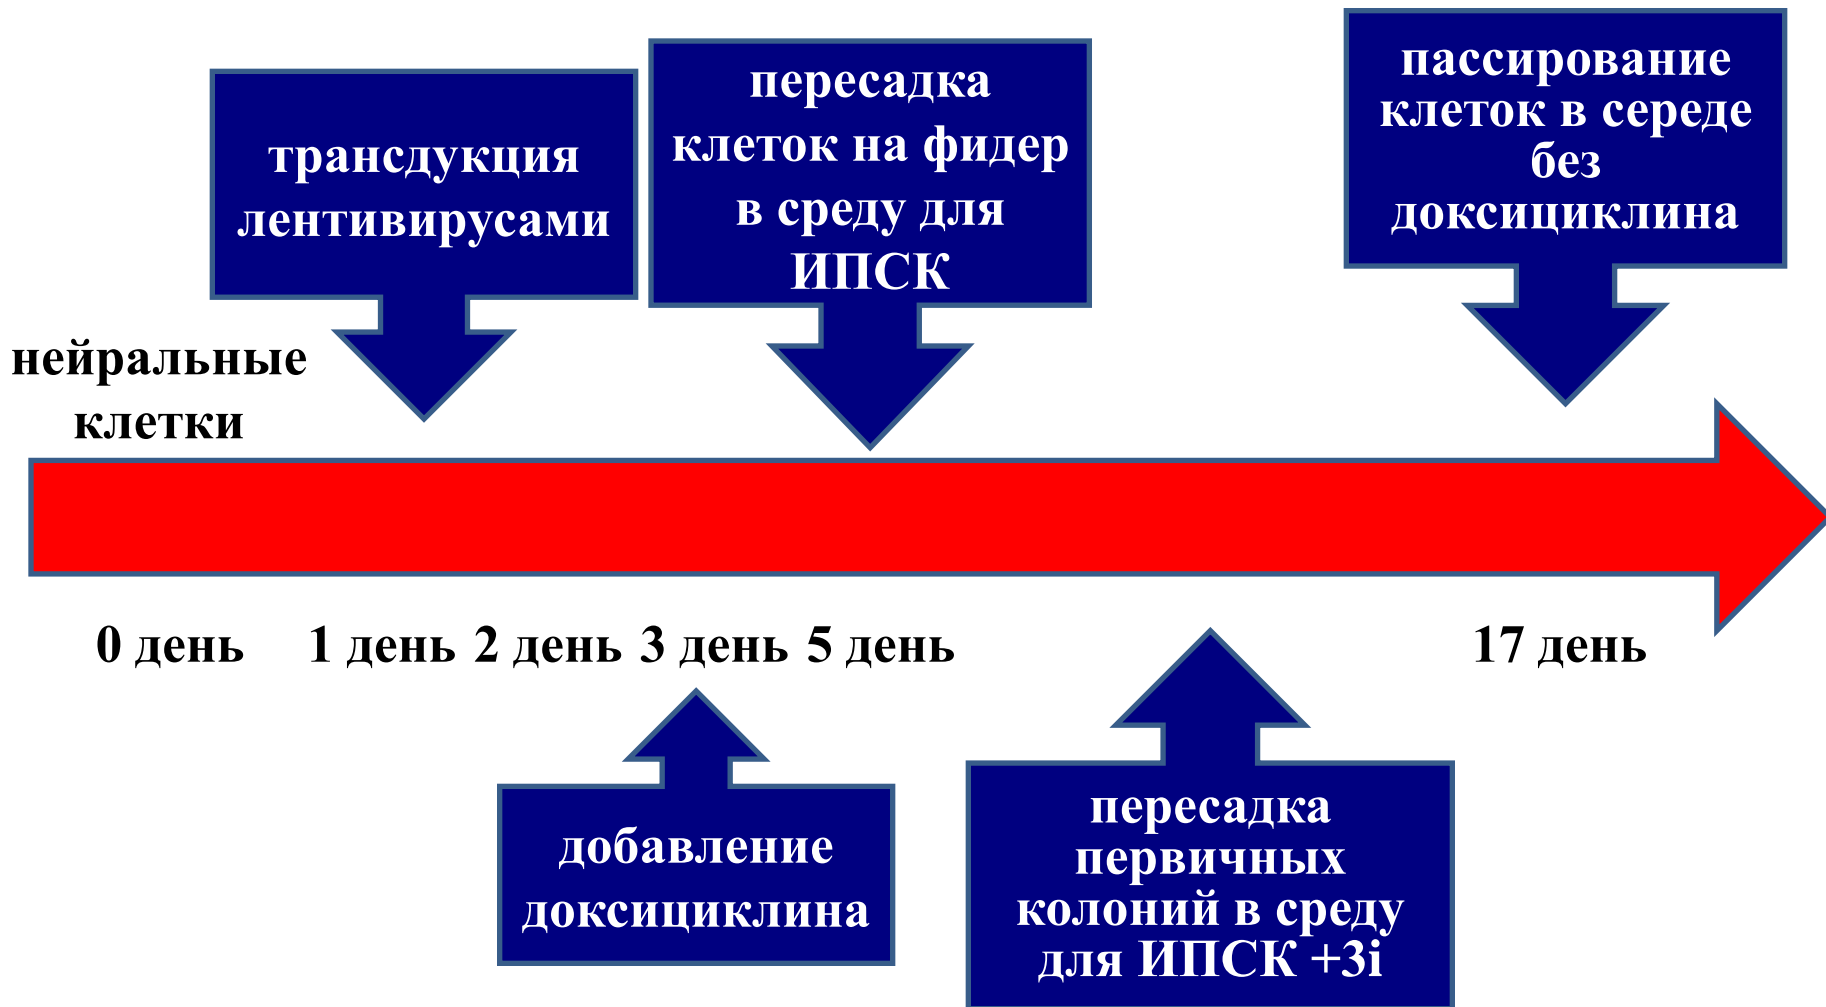 трансдукция
лентивирусами
пересадка
клеток на фидер
в среду для
ИПСК
пассирование
клеток в середе
без
доксициклина
нейральные
клетки
0 день
1 день
2 день
3 день
5 день
17 день
добавление
доксициклина
пересадка
первичных
колоний в среду
для ИПСК +3i